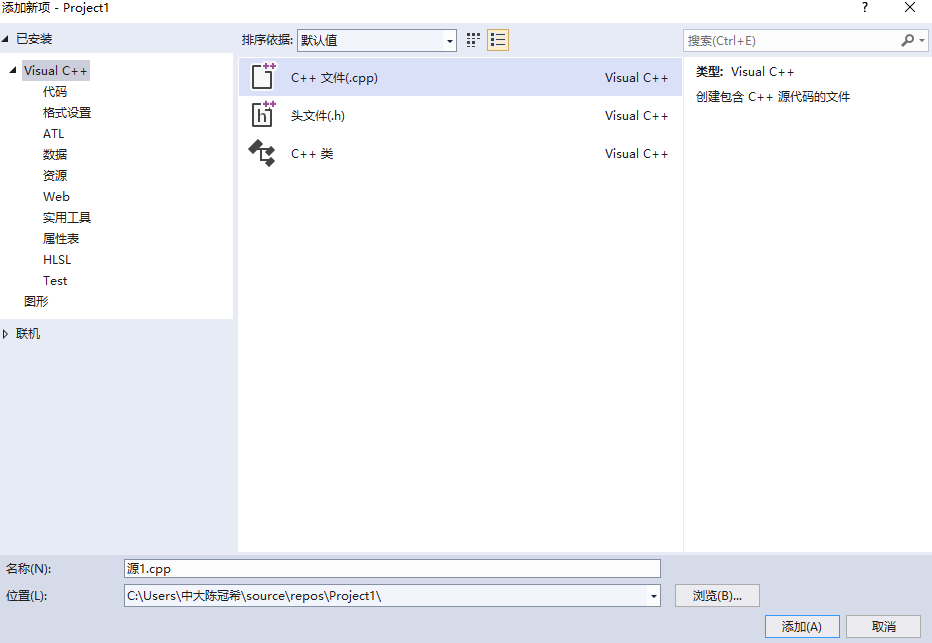 添加新项 - Project1
?
已安装
排序依据: 默认值
搜索(Ctrl+E)
Visual C++
代码
格式设置
ATL
数据
资源
Web
实用工具
属性表
HLSL
Test
图形
联机
C++ 文件(.cpp) Visual C++
头文件(.h) Visual C++
C++ 类 Visual C++
类型: Visual C++
创建包含 C++ 源代码的文件
名称(N): 源1.cpp
位置(L): C:\Users\中大陈冠希\source\repos\Project1\
浏览(B)...
添加(A) 取消